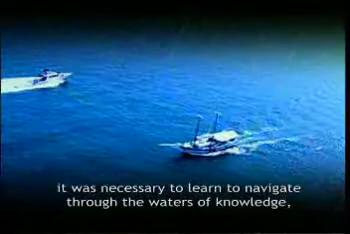 it was necessary to learn to navigate
through the waters of knowledge,